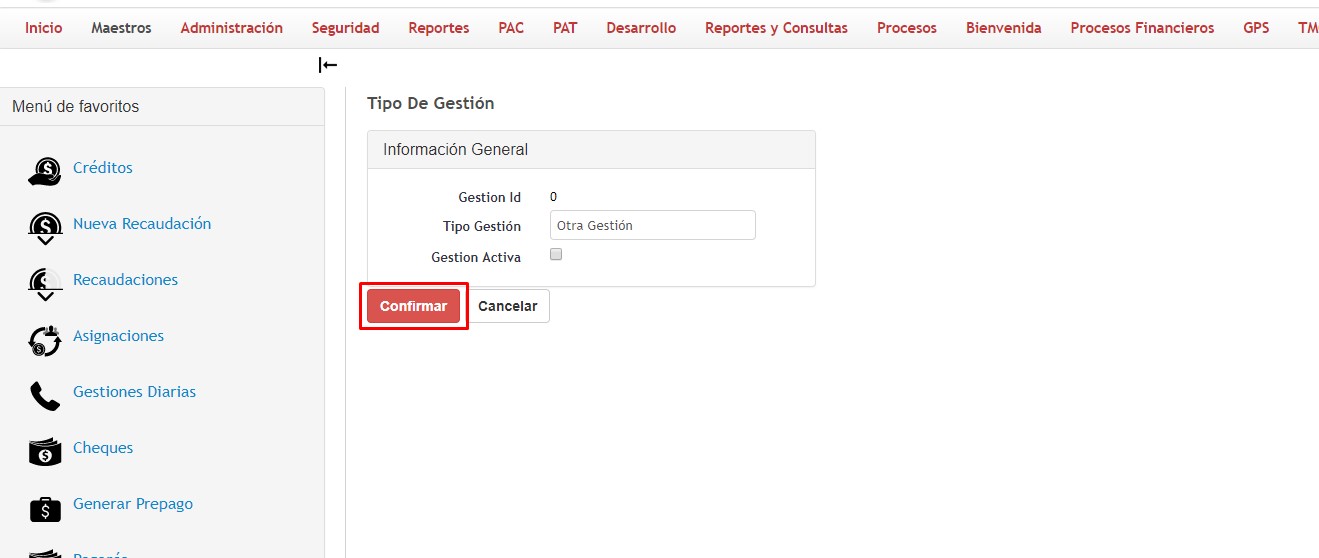 Inicio Maestros Administración Seguridad Reportes PAC PAT Desarrollo Reportes y Consultas Procesos Bienvenida Procesos Financieros GPS
Menú de favoritos
Créditos
Nueva Recaudación
Recaudaciones
Asignaciones
Gestiones Diarias
Cheques
Generar Prepago
Tipo De Gestión
Información General
Gestion Id 0
Tipo Gestión Otra Gestión
Gestion Activa
Confirmar Cancelar